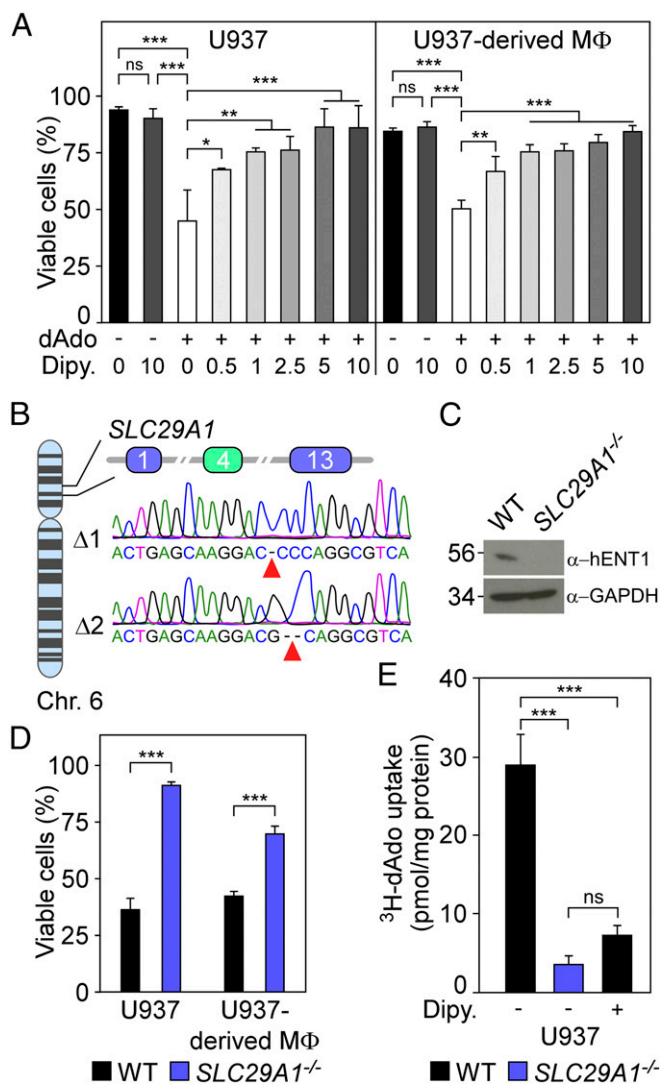 A
U937
U937-derived MΦ
***
***
ns
***
ns
***
***
***
**
***
*
**
Viable cells (%)
100
75
50
25
0
dAdo - - + + + + + + - - + + + + + +
Dipy. 0 10 0 0.5 1 2.5 5 10 0 10 0 0.5 1 2.5 5 10
B
SLC29A1
1
4
13
Δ1
ACTGAGCAAGGAC-CCCAGGCGTCA
Δ2
ACTGAGCAAGGACG--CAGGCGTCA
Chr. 6
C
WT
SLC29A1-/-
56
α–hENT1
34
α–GAPDH
D
Viable cells (%)
100
75
50
25
0
***
***
U937
U937-
derived MΦ
WT
SLC29A1-/-
E
³H-dAdo uptake
(pmol/mg protein)
40
30
20
10
0
***
***
ns
Dipy. - - +
U937
WT
SLC29A1-/-